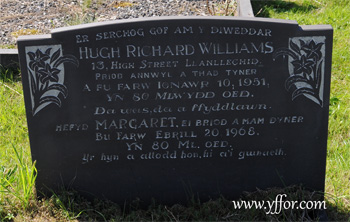 ER SERCHOG GOF AM Y DIWEDDAR
HUGH RICHARD WILLIAMS
13, HIGH STREET LLANLLECHID,
PRIOD ANNWYL A THAD TYNER
A FU FARW IONAWR 10, 1951,
YN 80 MLWYDD OED.
Da was, da a ffyddlawn.
HEFYD MARGARET, EI BRIOD A MAM DYNER
BU FARW EBRILL 20 1968.
YN 80 ML. OED.
Yr hyn a allodd hon, hi a'i gwnaeth.
www.yffor.com